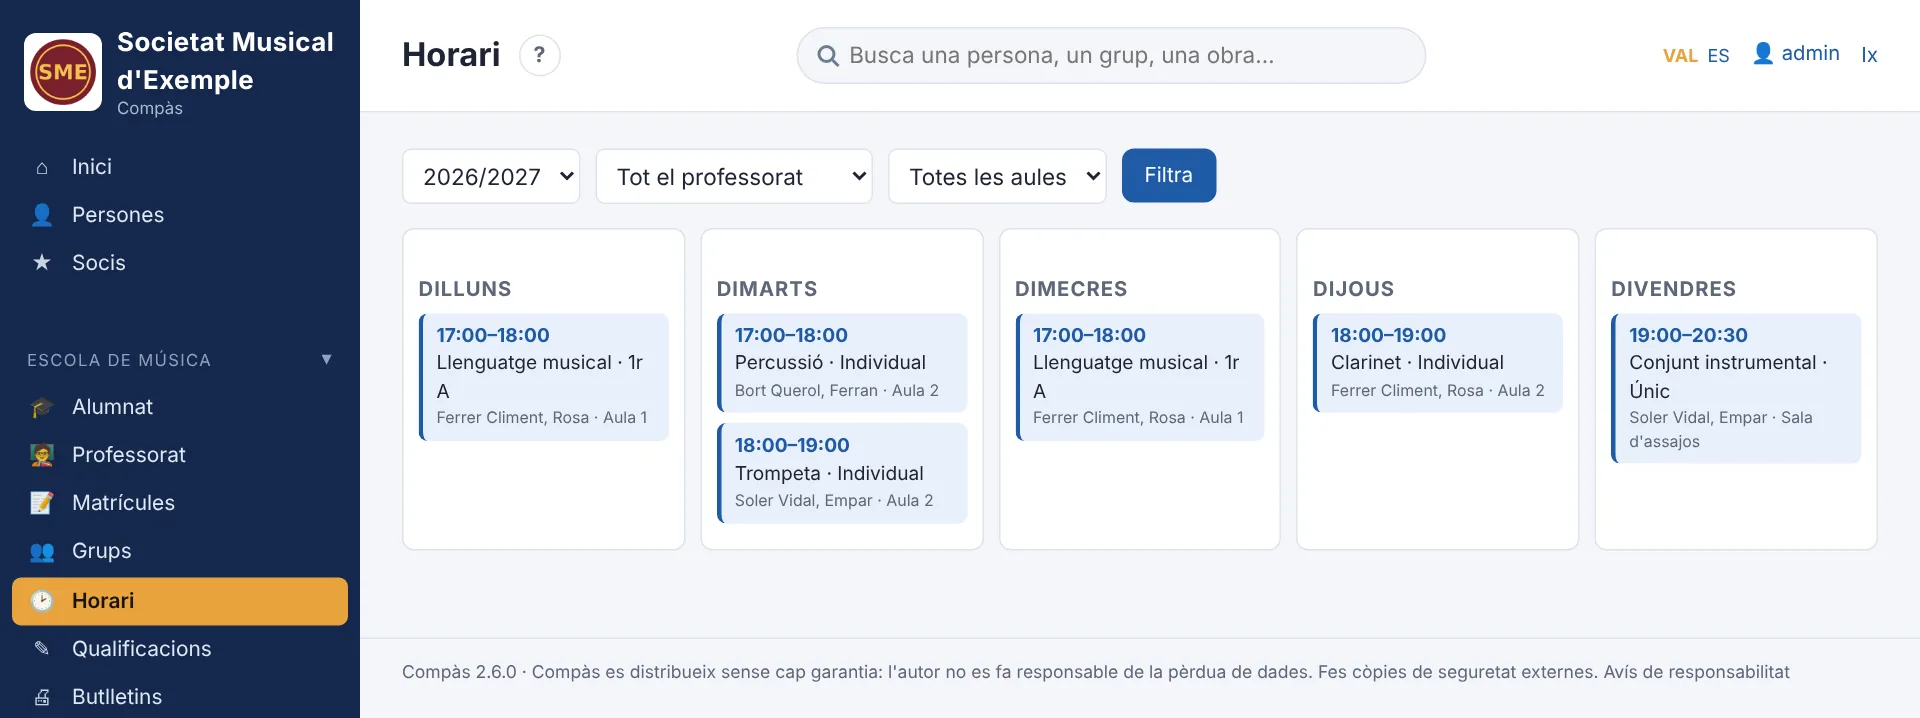 SME
Societat Musical
d'Exemple
Compàs
Inici
Persones
Socis
ESCOLA DE MÚSICA
Alumnat
Professorat
Matrícules
Grups
Horari
Qualificacions
Butlletins
Horari
?
Busca una persona, un grup, una obra...
VAL ES
admin
Ix
2026/2027
Tot el professorat
Totes les aules
Filtra
DILLUNS
17:00–18:00
Llenguatge musical · 1r
A
Ferrer Climent, Rosa · Aula 1
DIMARTS
17:00–18:00
Percussió · Individual
Bort Querol, Ferran · Aula 2
18:00–19:00
Trompeta · Individual
Soler Vidal, Empar · Aula 2
DIMECRES
17:00–18:00
Llenguatge musical · 1r
A
Ferrer Climent, Rosa · Aula 1
DIJOUS
18:00–19:00
Clarinet · Individual
Ferrer Climent, Rosa · Aula 2
DIVENDRES
19:00–20:30
Conjunt instrumental ·
Únic
Soler Vidal, Empar · Sala
d'assajos
Compàs 2.6.0 · Compàs es distribueix sense cap garantia: l'autor no es fa responsable de la pèrdua de dades. Fes còpies de seguretat externes. Avís de responsabilitat